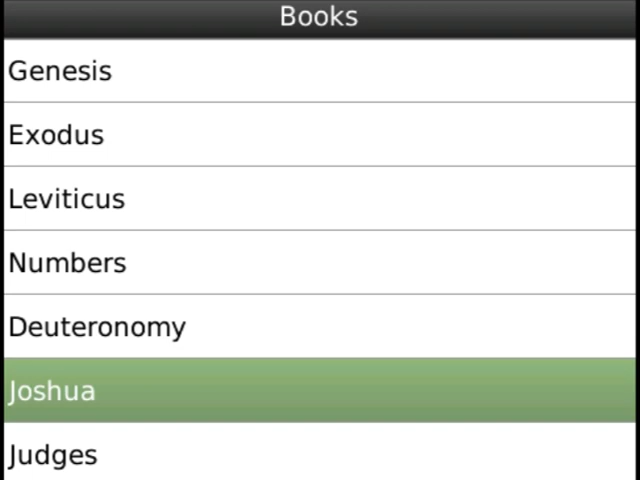 Books
Genesis
Exodus
Leviticus
Numbers
Deuteronomy
Joshua
Judges